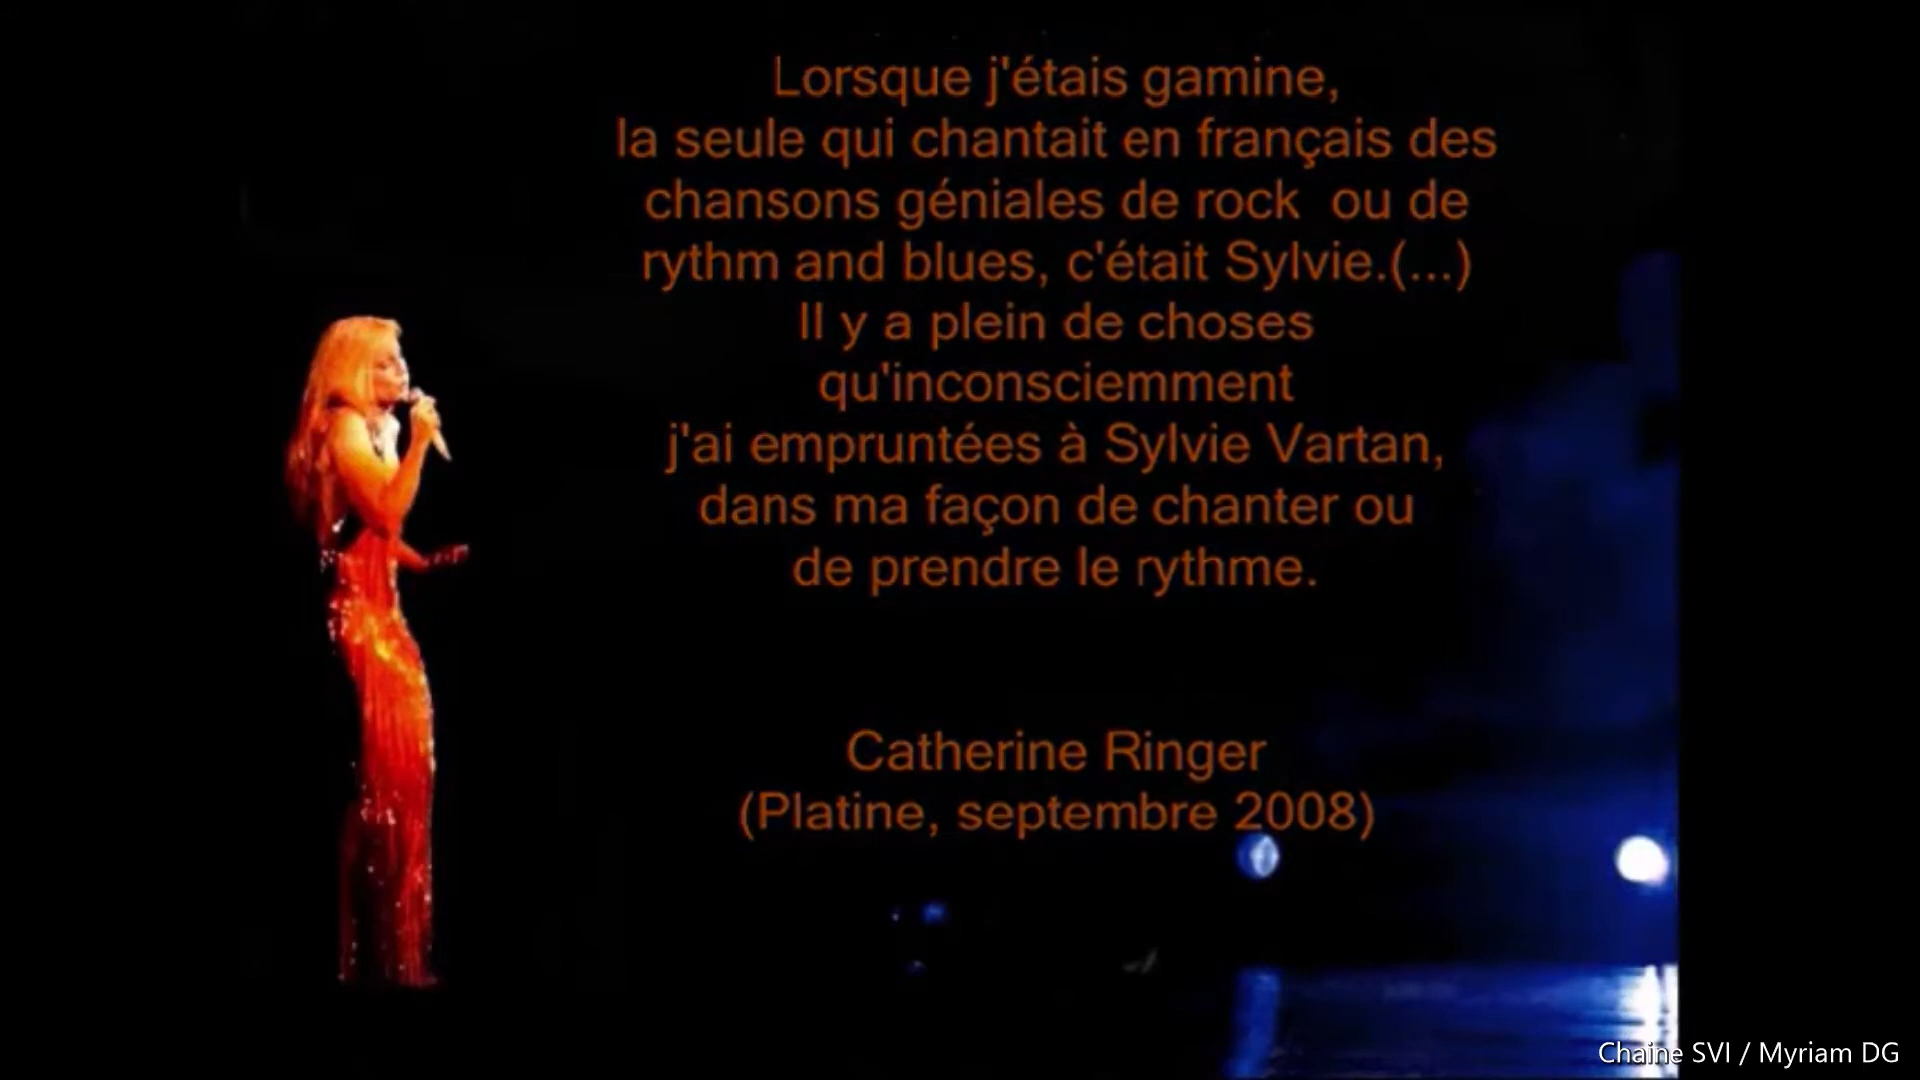 Lorsque j'étais gamine,
la seule qui chantait en français des
chansons géniales de rock  ou de
rythm and blues, c'était Sylvie.(...)
Il y a plein de choses
qu'inconsciemment
j'ai empruntées à Sylvie Vartan,
dans ma façon de chanter ou
de prendre le rythme.
Catherine Ringer
(Platine, septembre 2008)
Chaine SVI / Myriam DG